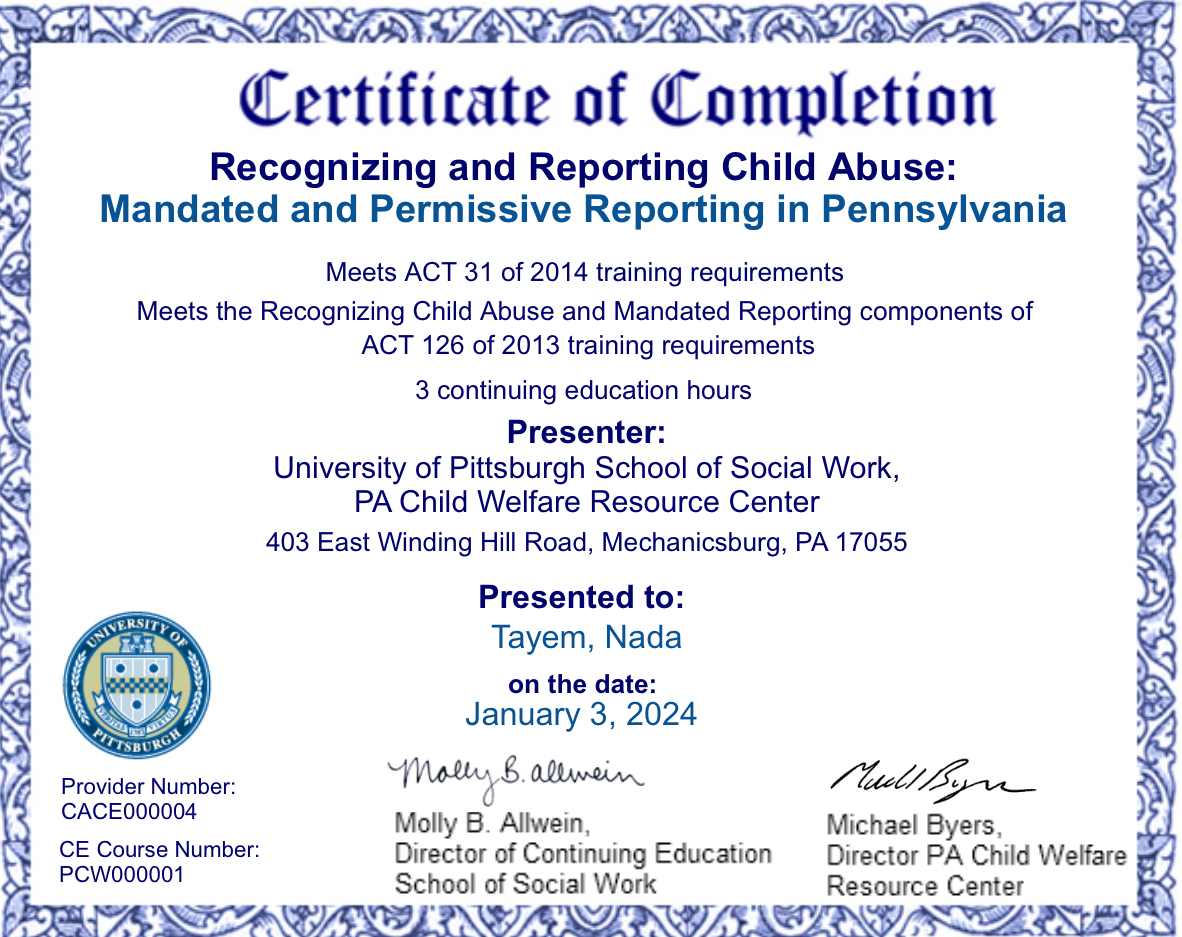 Certificate of Completion
Recognizing and Reporting Child Abuse:
Mandated and Permissive Reporting in Pennsylvania
Meets ACT 31 of 2014 training requirements
Meets the Recognizing Child Abuse and Mandated Reporting components of
ACT 126 of 2013 training requirements
3 continuing education hours
Presenter:
University of Pittsburgh School of Social Work,
PA Child Welfare Resource Center
403 East Winding Hill Road, Mechanicsburg, PA 17055
Presented to:
Tayem, Nada
on the date:
January 3, 2024
UNIVERSITY OF
PITTSBURGH
Provider Number:
CACE000004
CE Course Number:
PCW000001
Molly B. Allwein
Molly B. Allwein,
Director of Continuing Education
School of Social Work
Michael Byers,
Director PA Child Welfare
Resource Center